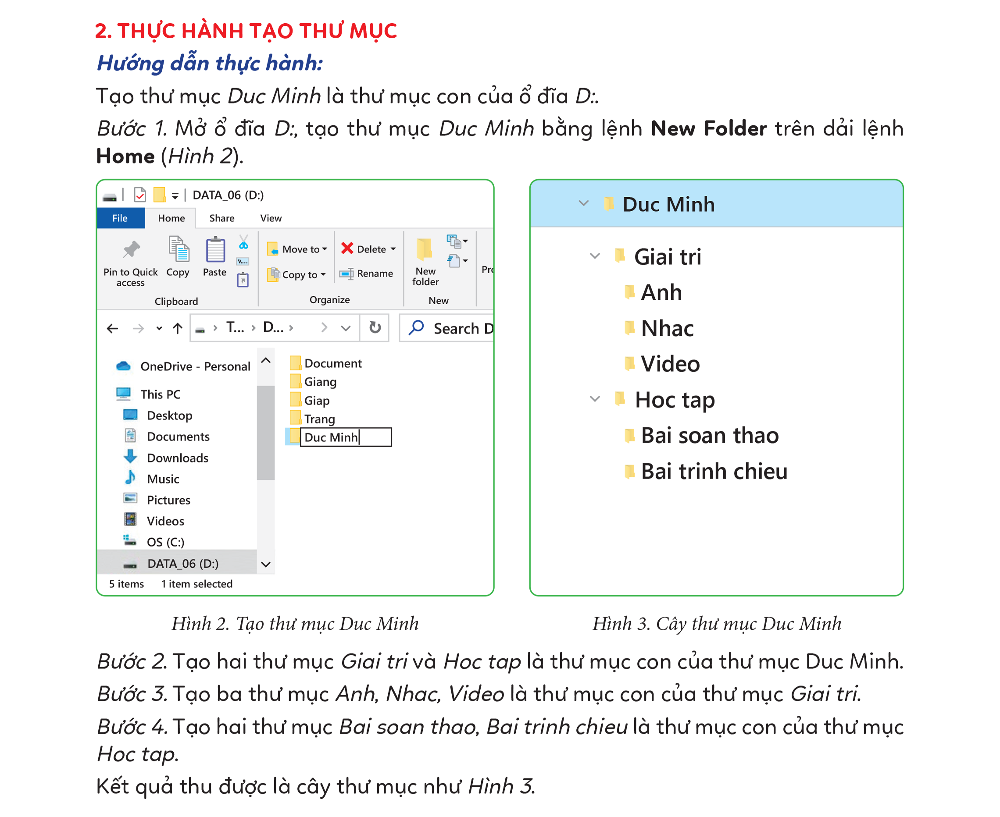 2. THỰC HÀNH TẠO THƯ MỤC
Hướng dẫn thực hành:
Tạo thư mục Duc Minh là thư mục con của ổ đĩa D:.
Bước 1. Mở ổ đĩa D:, tạo thư mục Duc Minh bằng lệnh New Folder trên dải lệnh
Home (Hình 2).
DATA_06 (D:)
File Home Share View
Pin to Quick access
Copy
Paste
Clipboard
Move to
Copy to
Delete
Rename
Organize
New folder
New
Pro
T... D...
Search D
OneDrive - Personal
This PC
Desktop
Documents
Downloads
Music
Pictures
Videos
OS (C:)
DATA_06 (D:)
Document
Giang
Giap
Trang
Duc Minh
5 items 1 item selected
Duc Minh
Giai tri
Anh
Nhac
Video
Hoc tap
Bai soan thao
Bai trinh chieu
Hình 2. Tạo thư mục Duc Minh
Hình 3. Cây thư mục Duc Minh
Bước 2. Tạo hai thư mục Giai tri và Hoc tap là thư mục con của thư mục Duc Minh.
Bước 3. Tạo ba thư mục Anh, Nhac, Video là thư mục con của thư mục Giai tri.
Bước 4. Tạo hai thư mục Bai soan thao, Bai trinh chieu là thư mục con của thư mục
Hoc tap.
Kết quả thu được là cây thư mục như Hình 3.